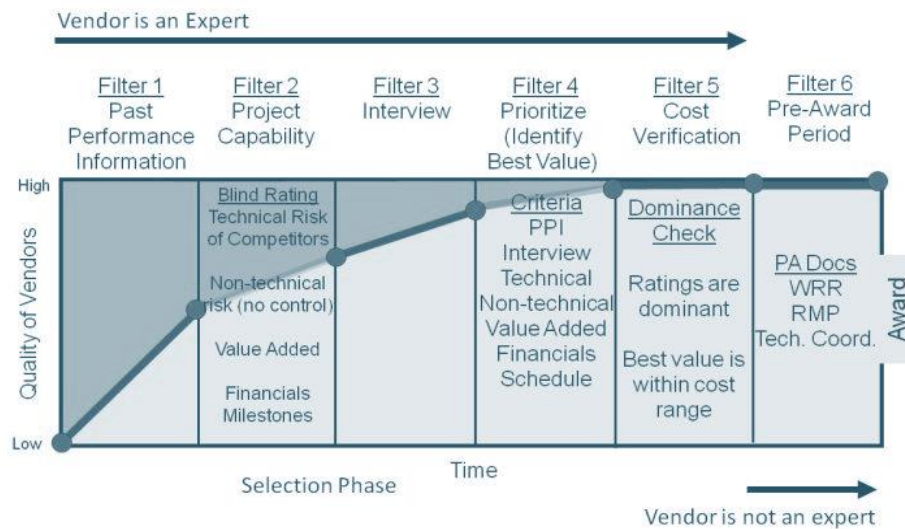 Vendor is an Expert
Filter 1
Past
Performance
Information
Filter 2
Project
Capability
Filter 3
Interview
Filter 4
Prioritize
(Identify
Best Value)
Filter 5
Cost
Verification
Filter 6
Pre-Award
Period
High
Quality of Vendors
Low
Blind Rating
Technical Risk
of Competitors
Non-technical
risk (no control)
Value Added
Financials
Milestones
Criteria
PPI
Interview
Technical
Non-technical
Value Added
Financials
Schedule
Dominance
Check
Ratings are
dominant
Best value is
within cost
range
PA Docs
WRR
RMP
Tech. Coord.
Award
Time
Selection Phase
Vendor is not an expert